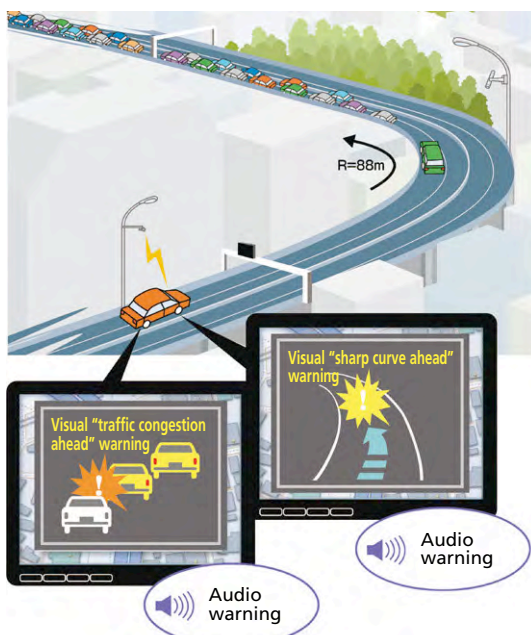 R=88m
Visual “sharp curve ahead”
warning
Visual “traffic congestion
ahead” warning
Audio
warning
Audio
warning